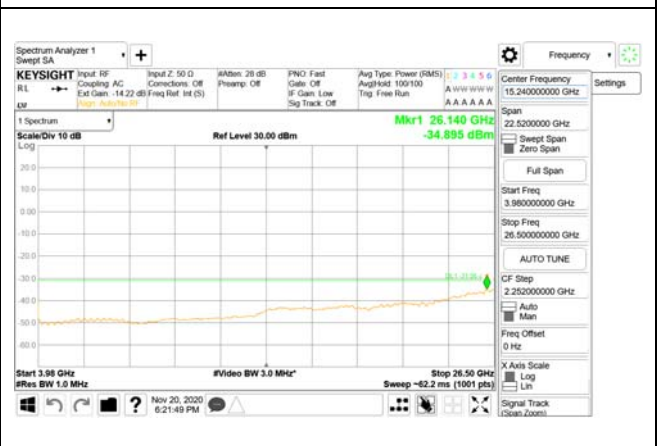 Spectrum Analyzer 1
Swept SA
Frequency
KEYSIGHT
Input: RF
Input Z: 50 Ω
#Atten: 28 dB
PNO: Fast
Avg Type: Power (RMS)
1 2 3 4 5 6
RL
Coupling: AC
Corrections: Off
Preamp: Off
Gate: Off
Avg|Hold: 100/100
A W W W W W
Ext Gain: -14.22 dB
Freq Ref: Int (S)
IF Gain: Low
Trig: Free Run
Align: Auto/No RF
Sig Track: Off
A A A A A A
Center Frequency
15.240000000 GHz
Settings
1 Spectrum
Mkr1 26.140 GHz
Scale/Div 10 dB
Ref Level 30.00 dBm
-34.895 dBm
Log
20.0
10.0
0.00
-10.0
-20.0
-30.0
-40.0
-50.0
-60.0
Start 3.98 GHz
#Video BW 3.0 MHz*
Stop 26.50 GHz
#Res BW 1.0 MHz
Sweep ~62.2 ms (1001 pts)
Span
22.5200000 GHz
Swept Span
Zero Span
Full Span
Start Freq
3.980000000 GHz
Stop Freq
26.500000000 GHz
AUTO TUNE
CF Step
2.252000000 GHz
Auto
Man
Freq Offset
0 Hz
X Axis Scale
Log
Lin
Signal Track
(Span Zoom)
?
Nov 20, 2020
6:21:49 PM